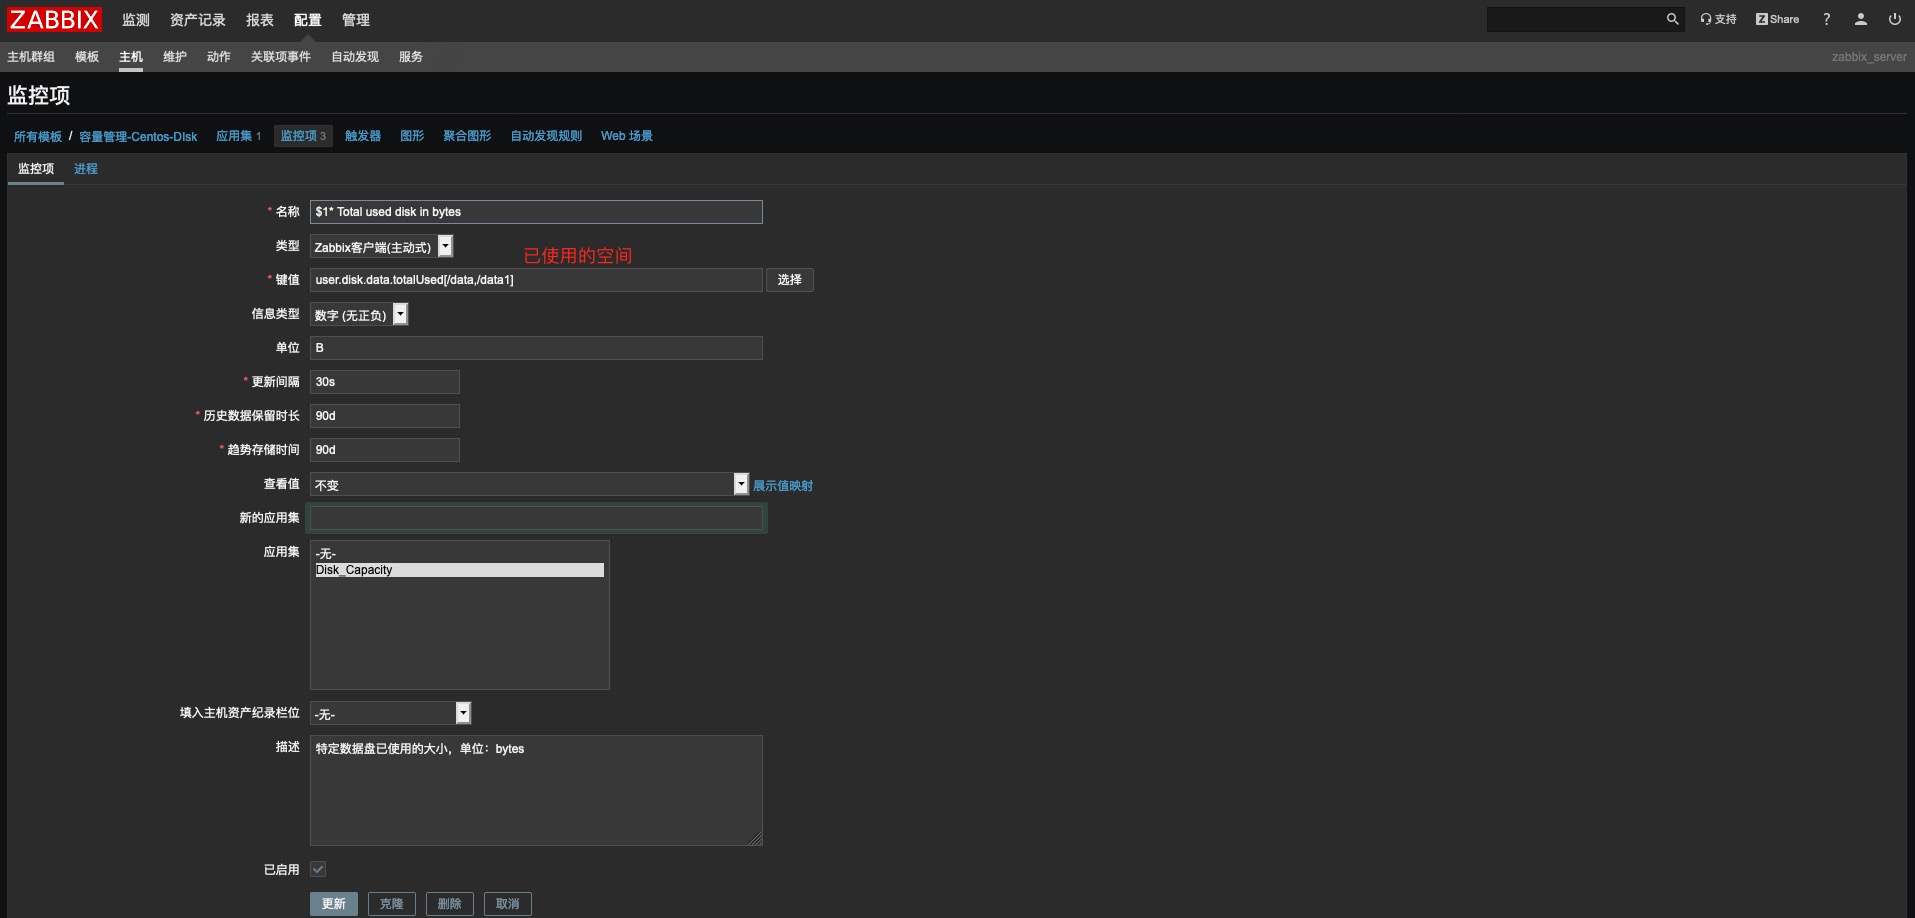 ZABBIX 监测 资产记录 报表 配置 管理 支持 Z Share ?
主机群组 模板 主机 维护 动作 关联项事件 自动发现 服务 zabbix_server
监控项
所有模板 / 容量管理-Centos-DIsk 应用集 1 监控项 3 触发器 图形 聚合图形 自动发现规则 Web 场景
监控项 进程
* 名称 $1* Total used disk in bytes
类型 Zabbix客户端(主动式)
已使用的空间
* 键值 user.disk.data.totalUsed[/data,/data1] 选择
信息类型 数字 (无正负)
单位 B
* 更新间隔 30s
* 历史数据保留时长 90d
* 趋势存储时间 90d
查看值 不变 展示值映射
新的应用集
应用集 -无-
Disk_Capacity
填入主机资产纪录栏位 -无-
描述 特定数据盘已使用的大小，单位：bytes
已启用
更新 克隆 删除 取消